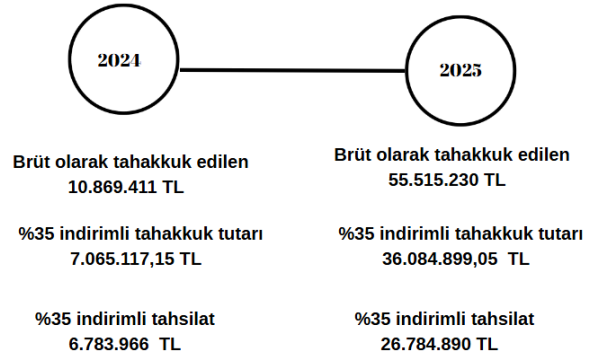 2024
2025
Brüt olarak tahakkuk edilen
10.869.411 TL
%35 indirimli tahakkuk tutarı
7.065.117,15 TL
%35 indirimli tahsilat
6.783.966 TL
Brüt olarak tahakkuk edilen
55.515.230 TL
%35 indirimli tahakkuk tutarı
36.084.899,05 TL
%35 indirimli tahsilat
26.784.890 TL